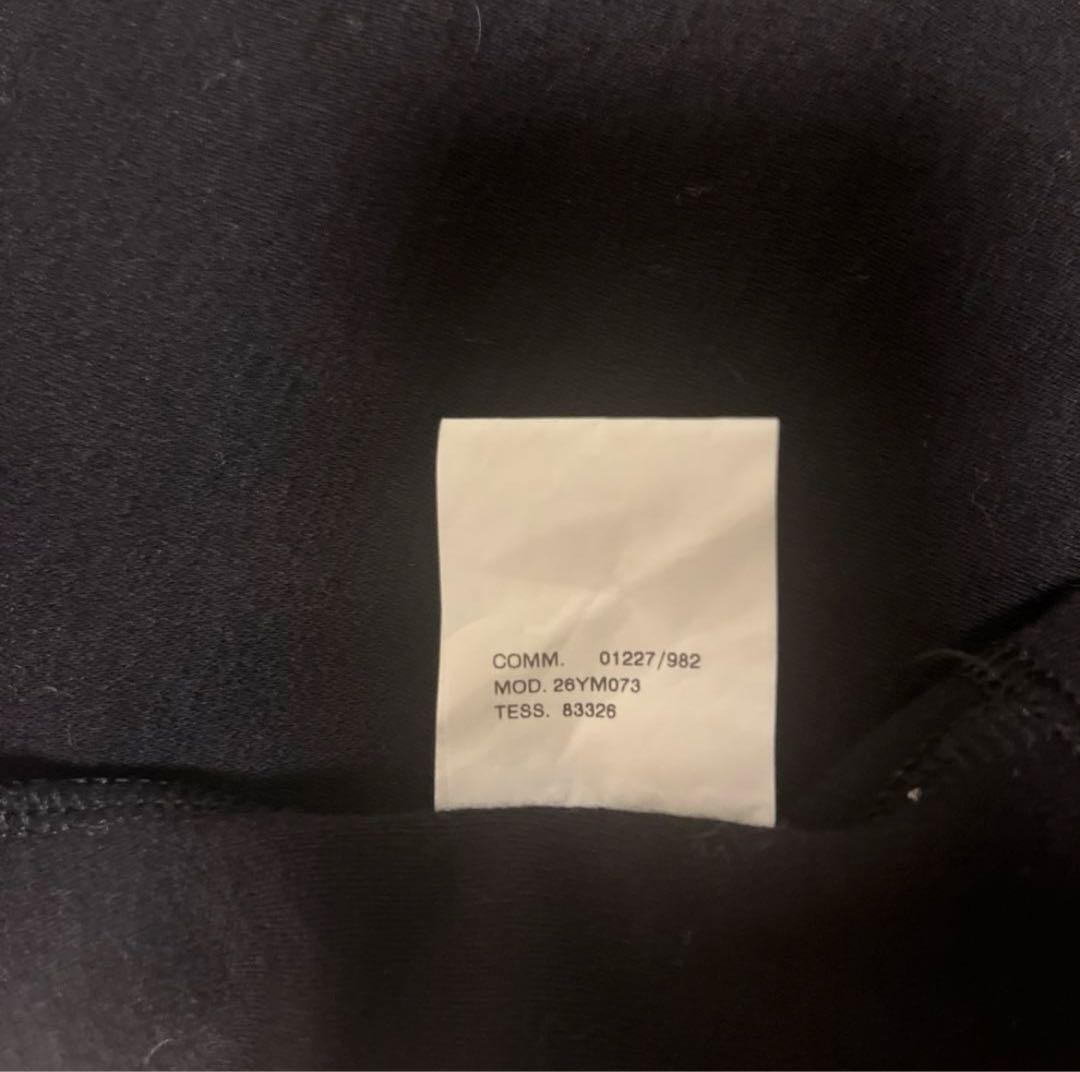 COMM. 01227/982
MOD. 26YM073
TESS. 83326